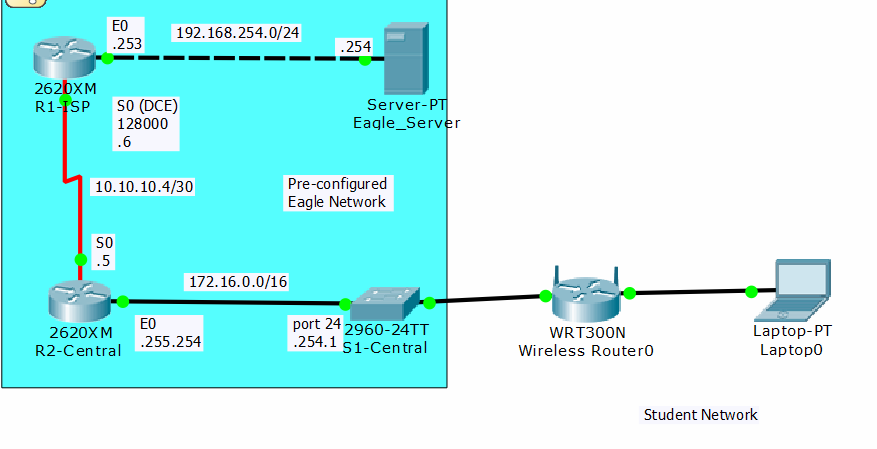 E0
.253
192.168.254.0/24
.254
2620XM
R1-ISP
Server-PT
Eagle_Server
S0 (DCE)
128000
.6
10.10.10.4/30
Pre-configured
Eagle Network
S0
.5
172.16.0.0/16
2620XM
R2-Central
E0
.255.254
port 24
.254.1
2960-24TT
S1-Central
WRT300N
Wireless Router0
Laptop-PT
Laptop0
Student Network